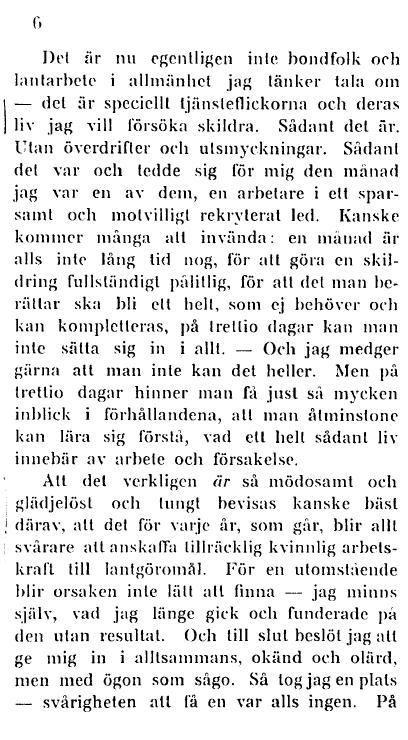 6
Det är nu egentligen inte bondfolk och
lantarbete i allmänhet jag tänker tala om
— det är speciellt tjänsteflickorna och deras
liv jag vill försöka skildra. Sådant det är.
Utan överdrifter och utsmyckningar. Sådant
det var och tedde sig för mig den månad
jag var en av dem, en arbetare i ett spar-
samt och motvilligt rekryterat led. Kanske
kommer många att invända: en månad är
alls inte lång tid nog, för att göra en skil-
dring fullständigt pålitlig, för att det man be-
rättar ska bli ett helt, som ej behöver och
kan kompletteras, på trettio dagar kan man
inte sätta sig in i allt. — Och jag medger
gärna att man inte kan det heller. Men på
trettio dagar hinner man få just så mycken
inblick i förhållandena, att man åtminstone
kan lära sig förstå, vad ett helt sådant liv
innebär av arbete och försakelse.
Att det verkligen är så mödosamt och
glädjelöst och tungt bevisas kanske bäst
därav, att det för varje år, som går, blir allt
svårare att anskaffa tillräcklig kvinnlig arbets-
kraft till lantgöromål. För en utomstående
blir orsaken inte lätt att finna — jag minns
själv, vad jag länge gick och funderade på
den utan resultat. Och till slut beslöt jag att
ge mig in i alltsammans, okänd och olärd,
men med ögon som sågo. Så tog jag en plats
— svårigheten att få en var alls ingen. På